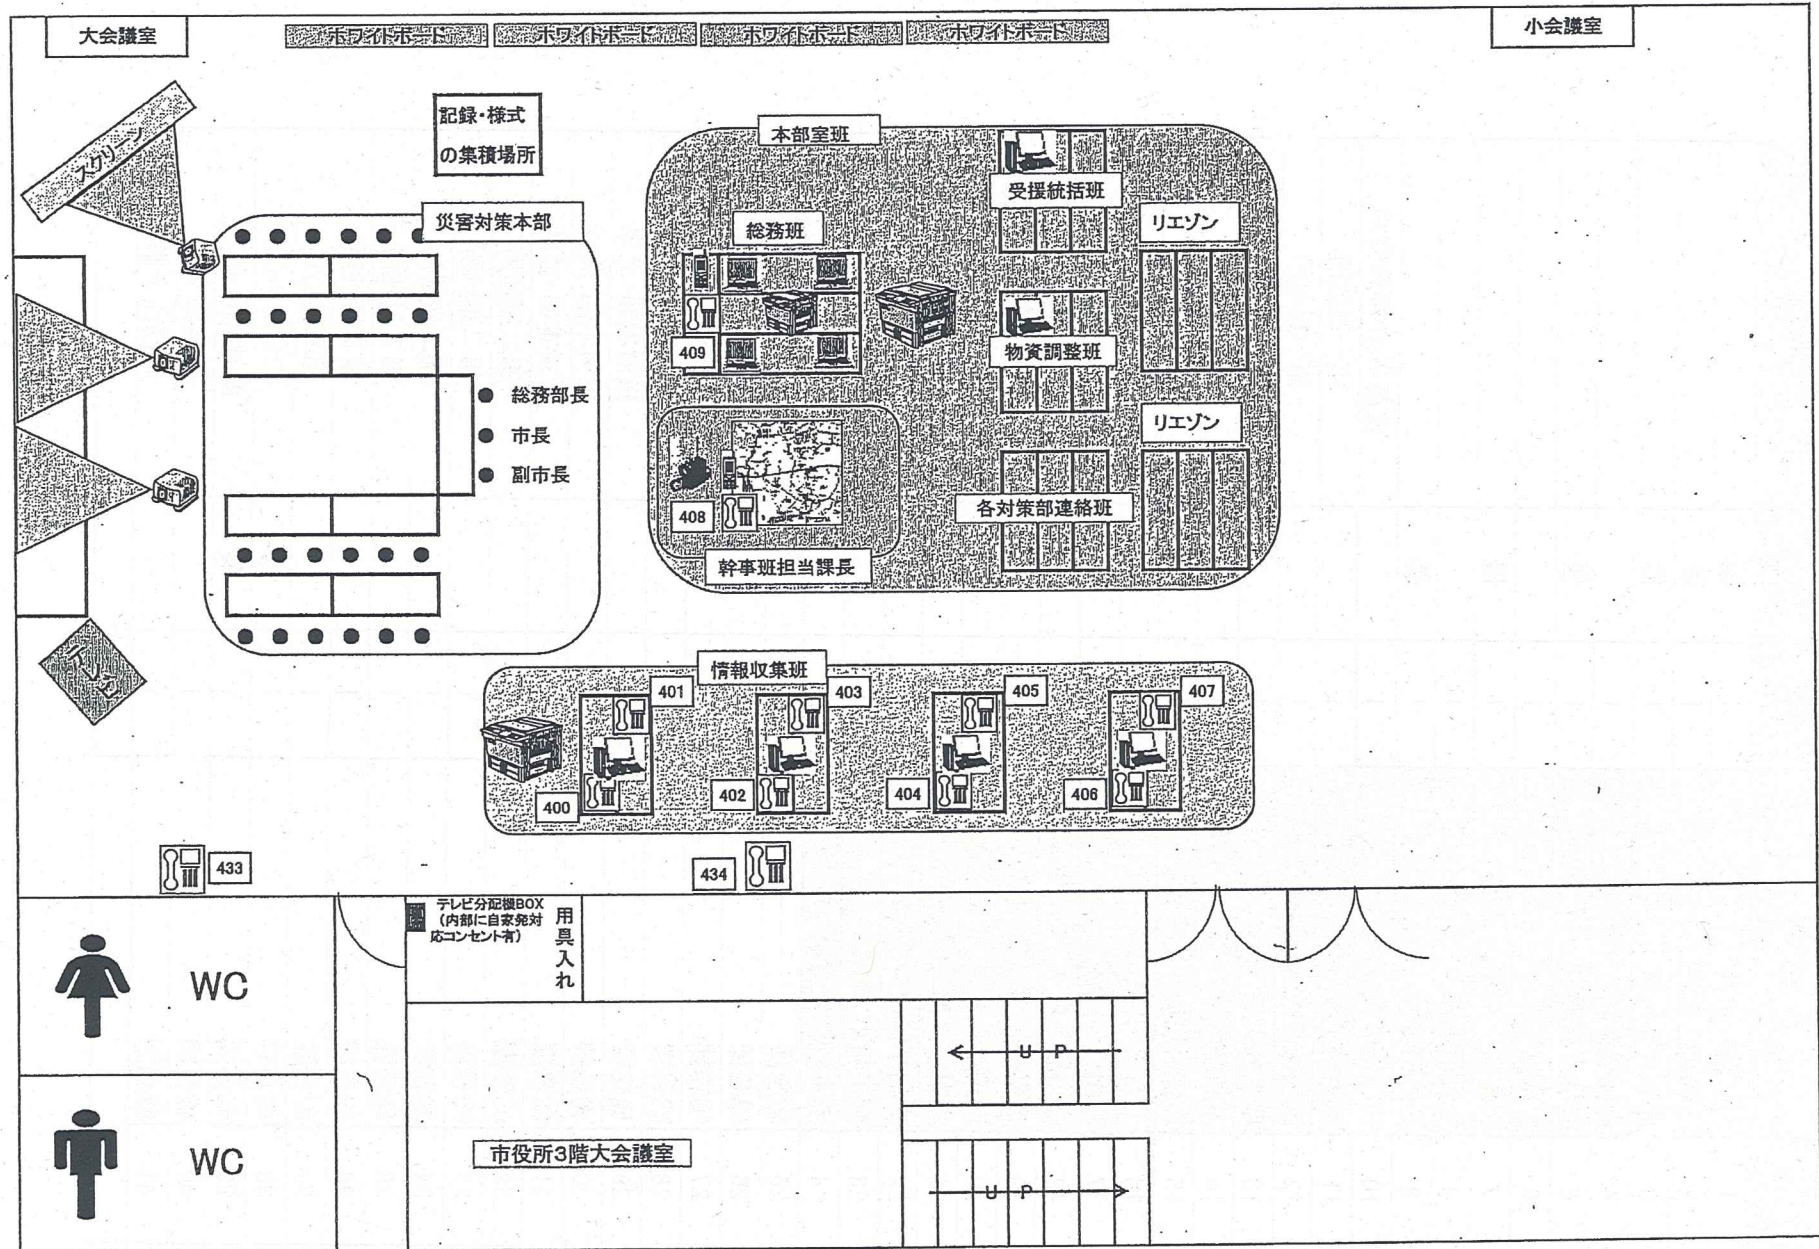 大会議室
ホワイトボード
ホワイトボード
ホワイトボード
ホワイトボード
小会議室
スクリーン
記録・様式
の集積場所
本部室班
受援統括班
災害対策本部
総務班
リエゾン
409
物資調整班
総務部長
市長
副市長
リエゾン
408
各対策部連絡班
幹事班担当課長
テレビ
情報収集班
401
403
405
407
400
402
404
406
433
434
テレビ分配機BOX
(内部に自家発対
応コンセント有)
用具入れ
WC
UP
WC
市役所3階大会議室
UP